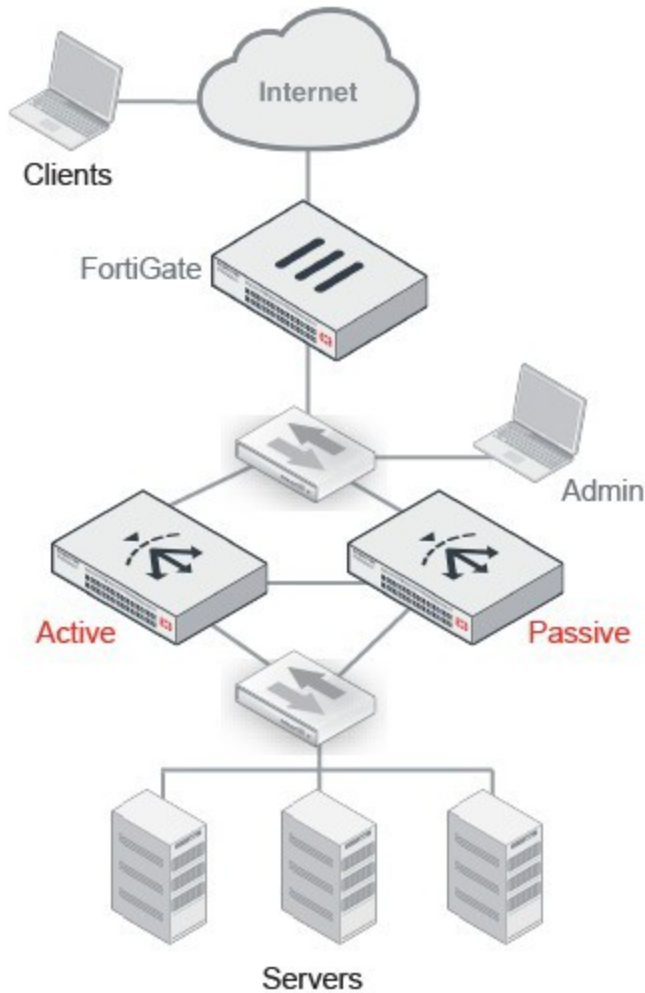 Internet
Clients
FortiGate
Admin
Active
Passive
Servers